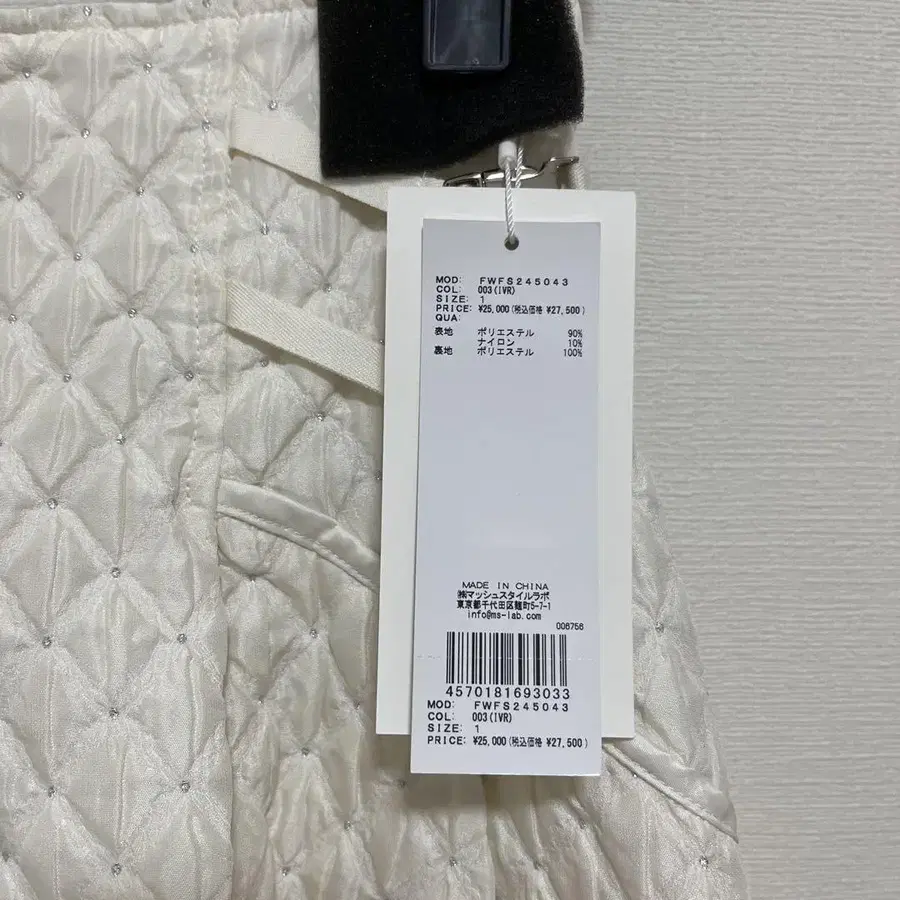 MOD: FWFS245043
COL: 003(IVR)
SIZE: 1
PRICE: ¥25,000(税込価格 ¥27,500)
QUA:
表地 ポリエステル 90%
ナイロン 10%
裏地 ポリエステル 100%
MADE IN CHINA
㈱マッシュスタイルラボ
東京都千代田区麹町5-7-1
info@ms-lab.com
006756
4570181693033
MOD: FWFS245043
COL: 003(IVR)
SIZE: 1
PRICE: ¥25,000(税込価格 ¥27,500)